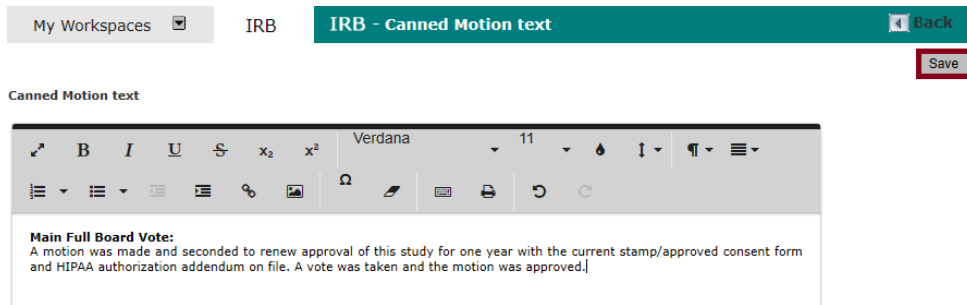 My Workspaces IRB IRB - Canned Motion text Back
Save
Canned Motion text
B I U S x₂ x² Verdana 11
Ω
Main Full Board Vote:
A motion was made and seconded to renew approval of this study for one year with the current stamp/approved consent form
and HIPAA authorization addendum on file. A vote was taken and the motion was approved.